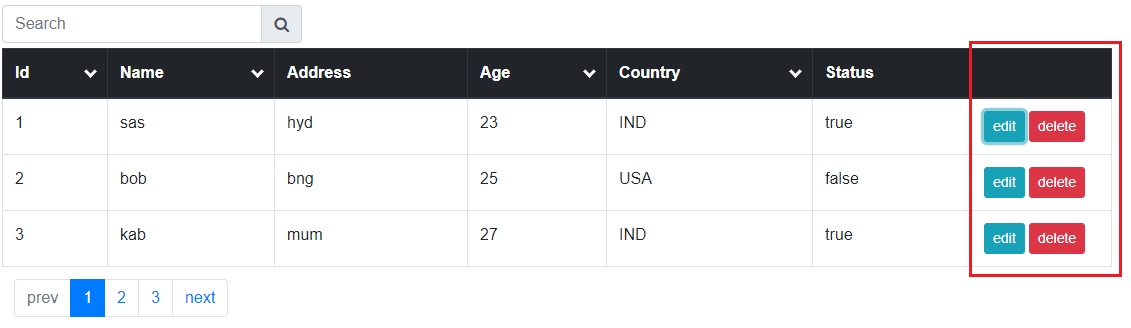 Search
Id Name Address Age Country Status
1 sas hyd 23 IND true edit delete
2 bob bng 25 USA false edit delete
3 kab mum 27 IND true edit delete
prev 1 2 3 next